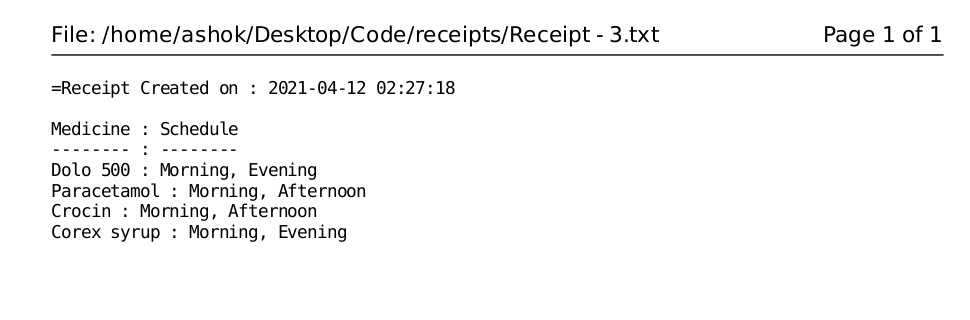 File: /home/ashok/Desktop/Code/receipts/Receipt - 3.txt Page 1 of 1
=Receipt Created on : 2021-04-12 02:27:18
Medicine : Schedule
-------- : --------
Dolo 500 : Morning, Evening
Paracetamol : Morning, Afternoon
Crocin : Morning, Afternoon
Corex syrup : Morning, Evening